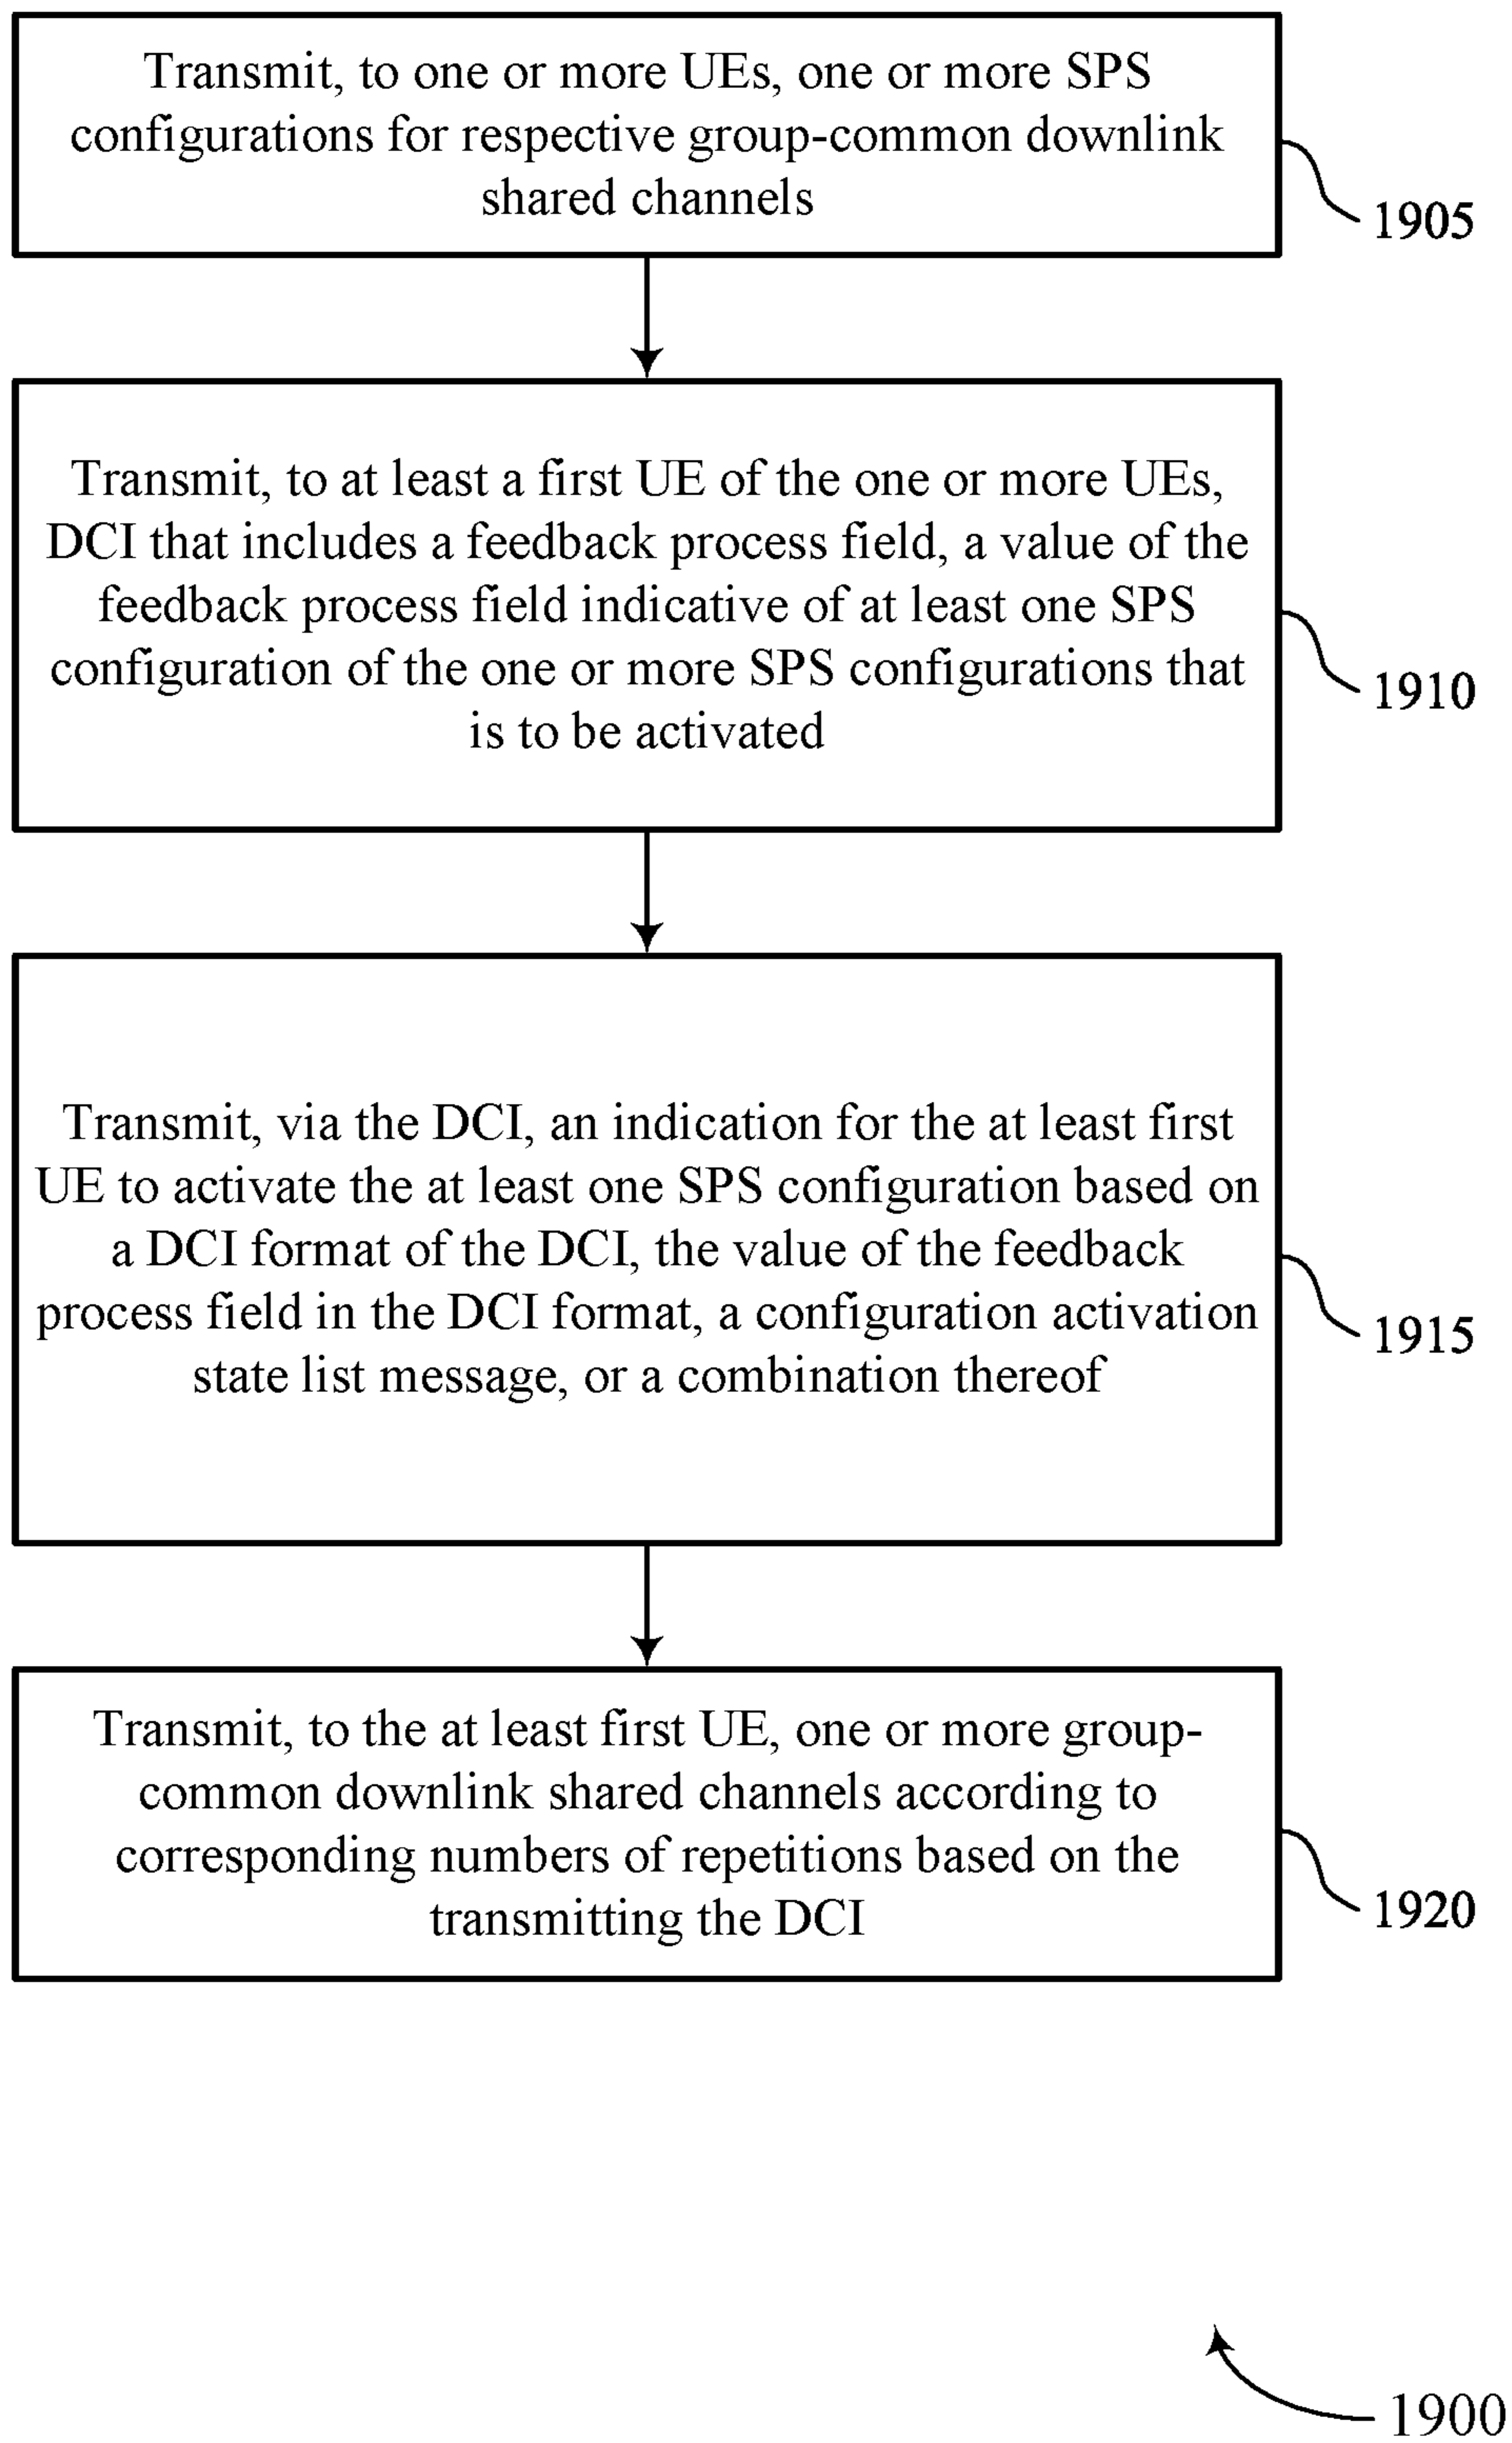 Transmit, to one or more UEs, one or more SPS
configurations for respective group-common downlink
shared channels
1905
Transmit, to at least a first UE of the one or more UEs,
DCI that includes a feedback process field, a value of the
feedback process field indicative of at least one SPS
configuration of the one or more SPS configurations that
is to be activated
1910
Transmit, via the DCI, an indication for the at least first
UE to activate the at least one SPS configuration based on
a DCI format of the DCI, the value of the feedback
process field in the DCI format, a configuration activation
state list message, or a combination thereof
1915
Transmit, to the at least first UE, one or more group-
common downlink shared channels according to
corresponding numbers of repetitions based on the
transmitting the DCI
1920
1900